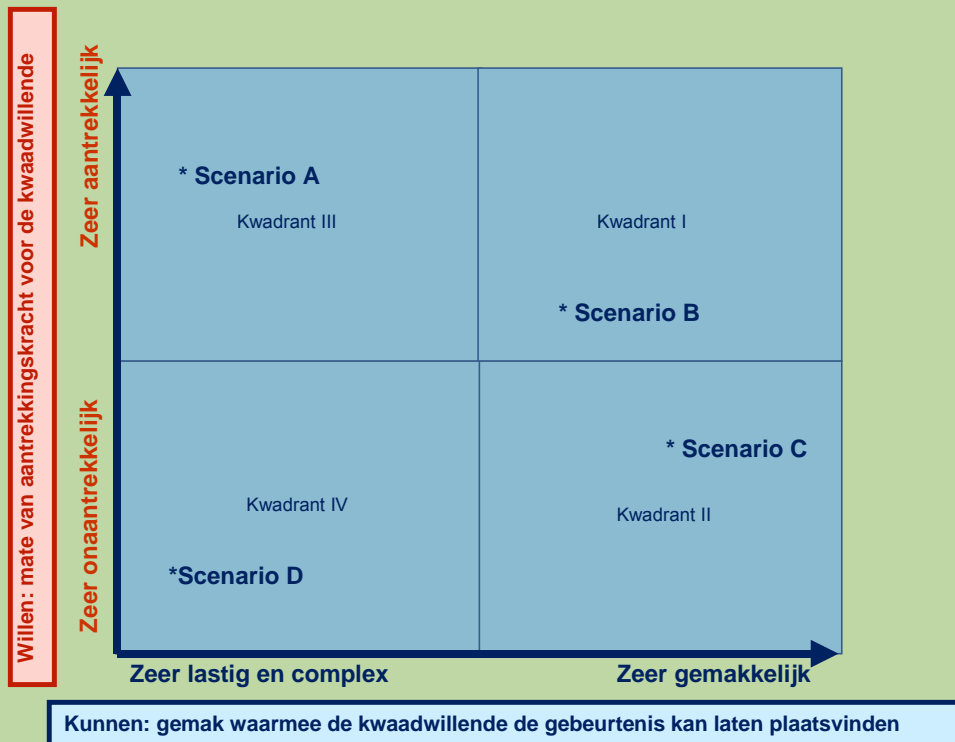 Willen: mate van aantrekkingskracht voor de kwaadwillende
Zeer aantrekkelijk
Zeer onaantrekkelijk
* Scenario A
Kwadrant III
Kwadrant I
* Scenario B
* Scenario C
Kwadrant IV
Kwadrant II
*Scenario D
Zeer lastig en complex
Zeer gemakkelijk
Kunnen: gemak waarmee de kwaadwillende de gebeurtenis kan laten plaatsvinden